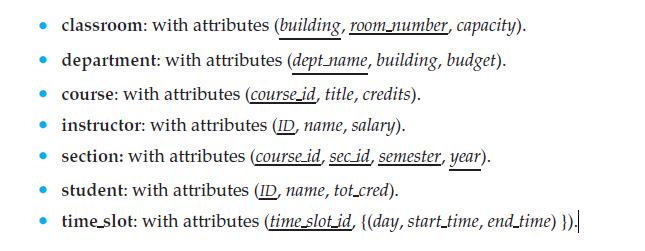 • classroom: with attributes (building, room_number, capacity).
• department: with attributes (dept_name, building, budget).
• course: with attributes (course_id, title, credits).
• instructor: with attributes (ID, name, salary).
• section: with attributes (course_id, sec_id, semester, year).
• student: with attributes (ID, name, tot_cred).
• time_slot: with attributes (time_slot_id, {(day, start_time, end_time) }).